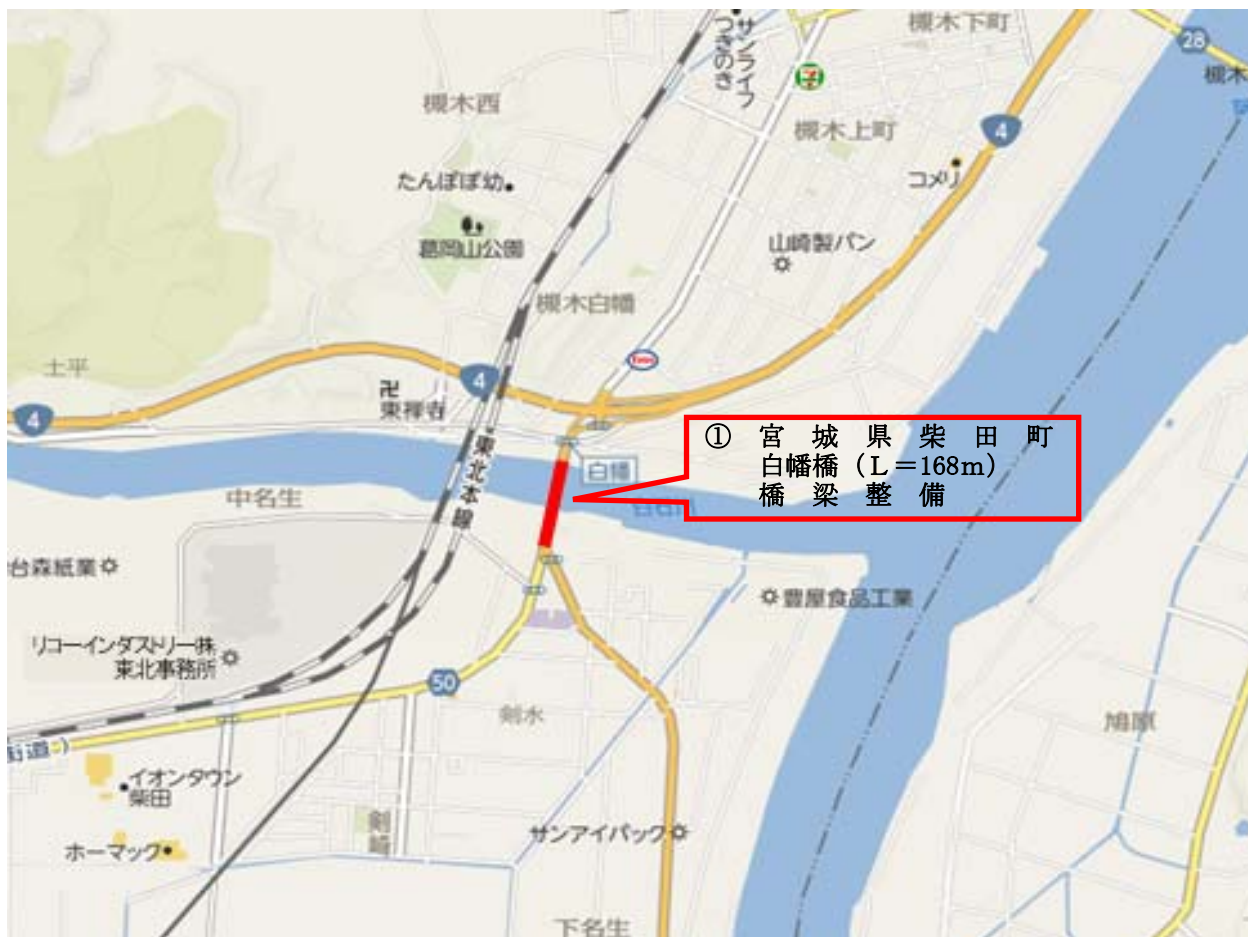 サンライフ
つきのき
槻木下町
28
槻木
槻木西
槻木上町
4
コメリ
たんぽぽ幼
葛岡山公園
山崎製パン
槻木白幡
Esso
土平
4
4
卍
東禅寺
東北本線
白幡
① 宮城県柴田町
白幡橋(L=168m)
橋梁整備
中名生
台森紙業
豊屋食品工業
リコーインダストリー株
東北事務所
50
剣水
鳩原
街道)
イオンタウン
柴田
剣崎
サンアイパック
ホーマック
下名生